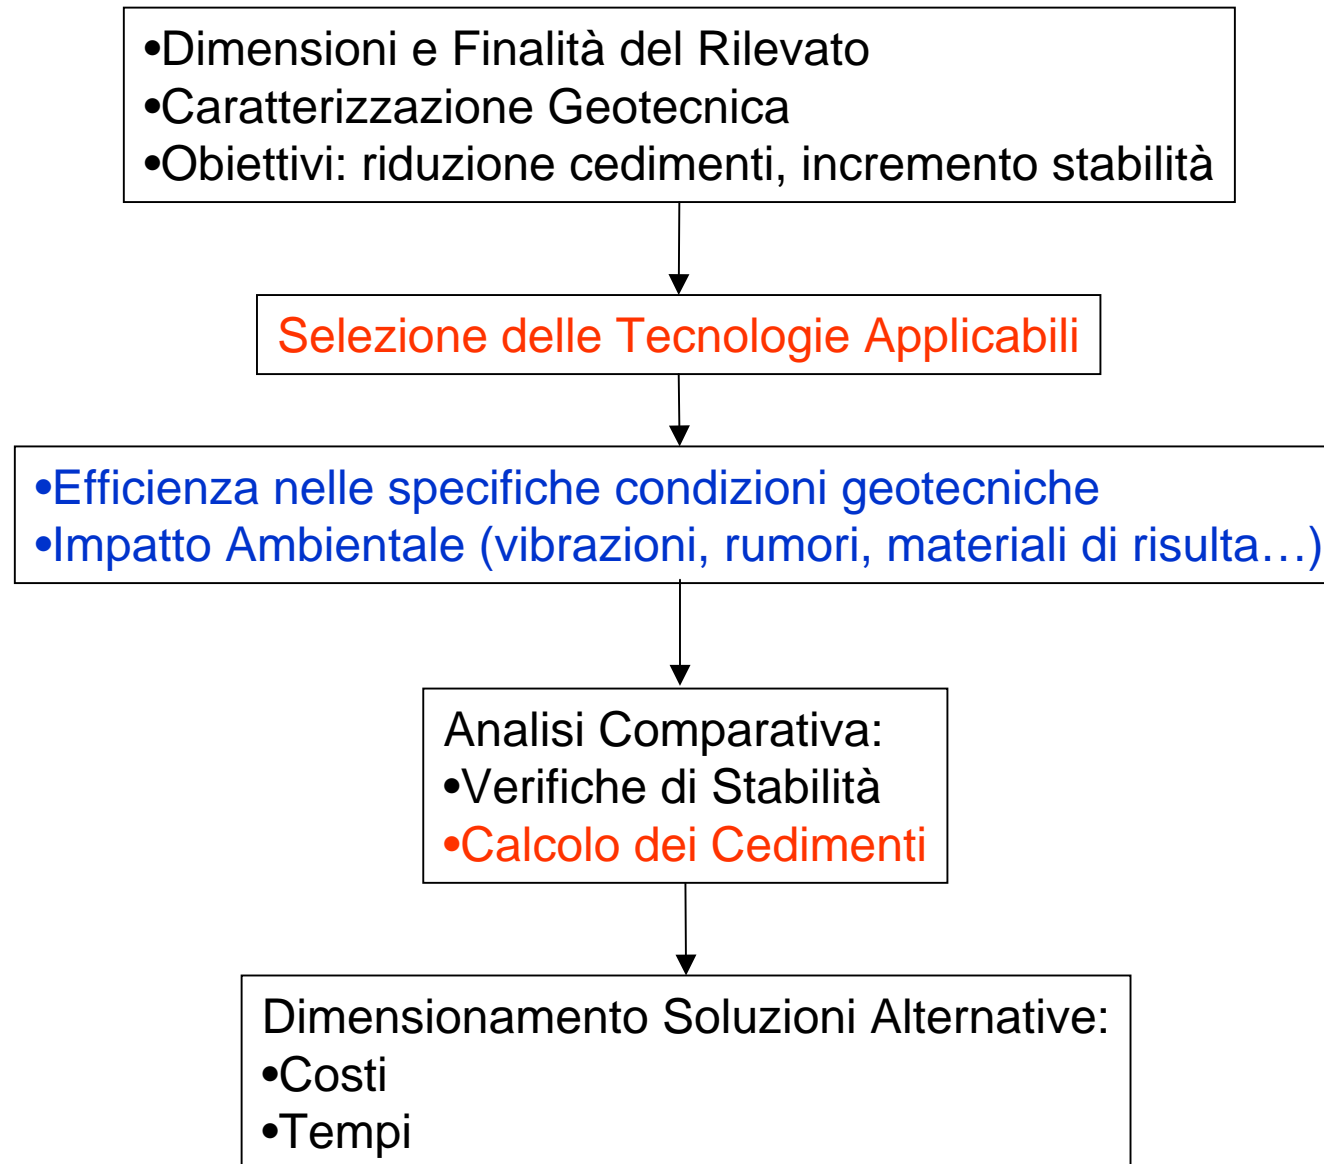 •Dimensioni e Finalità del Rilevato
•Caratterizzazione Geotecnica
•Obiettivi: riduzione cedimenti, incremento stabilità
Selezione delle Tecnologie Applicabili
•Efficienza nelle specifiche condizioni geotecniche
•Impatto Ambientale (vibrazioni, rumori, materiali di risulta…)
Analisi Comparativa:
•Verifiche di Stabilità
•Calcolo dei Cedimenti
Dimensionamento Soluzioni Alternative:
•Costi
•Tempi